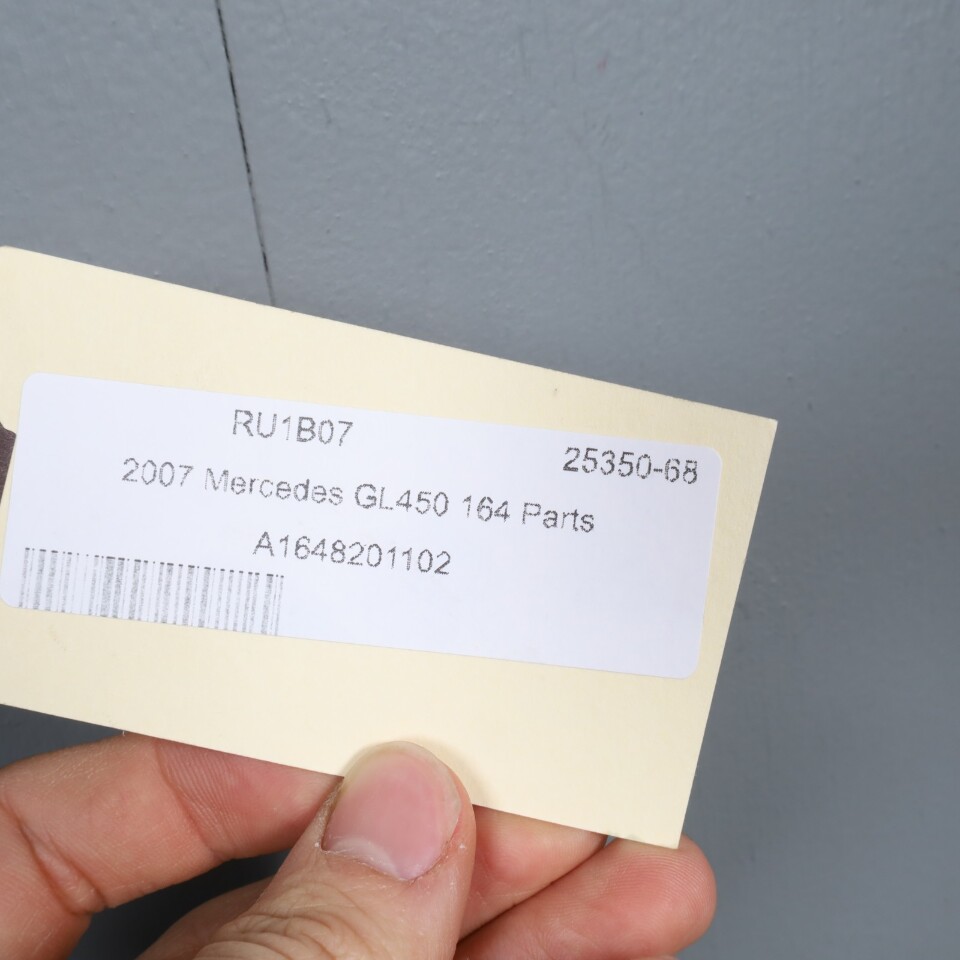 RU1B07
25350-68
2007 Mercedes GL450 164 Parts
A1648201102